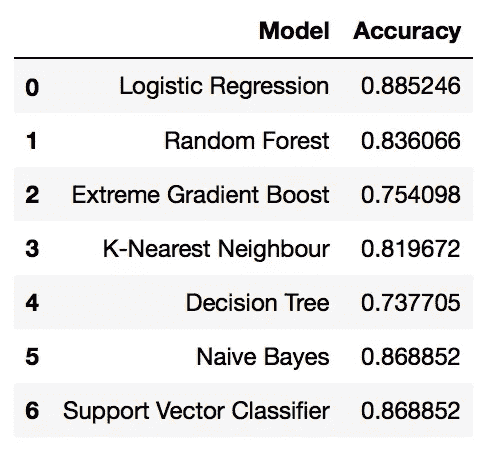 Model Accuracy
0 Logistic Regression 0.885246
1 Random Forest 0.836066
2 Extreme Gradient Boost 0.754098
3 K-Nearest Neighbour 0.819672
4 Decision Tree 0.737705
5 Naive Bayes 0.868852
6 Support Vector Classifier 0.868852